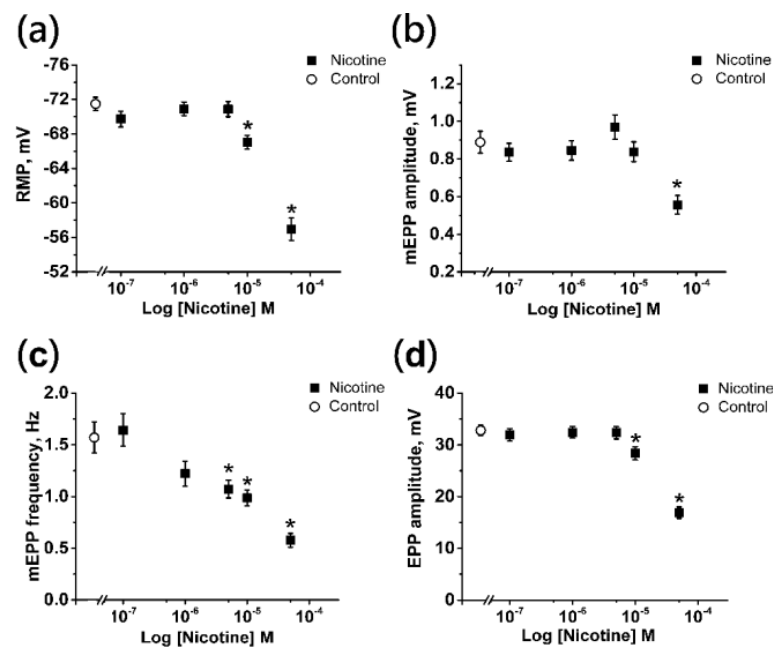 (a)
-76
-72
-68
-64
-60
-56
-52
RMP, mV
■ Nicotine
○ Control
*
*
10⁻⁷ 10⁻⁶ 10⁻⁵ 10⁻⁴
Log [Nicotine] M
(b)
1.2
1.0
0.8
0.6
0.4
0.2
mEPP amplitude, mV
■ Nicotine
○ Control
*
10⁻⁷ 10⁻⁶ 10⁻⁵ 10⁻⁴
Log [Nicotine] M
(c)
2.0
1.5
1.0
0.5
0.0
mEPP frequency, Hz
■ Nicotine
○ Control
* *
*
10⁻⁷ 10⁻⁶ 10⁻⁵ 10⁻⁴
Log [Nicotine] M
(d)
40
30
20
10
0
EPP amplitude, mV
■ Nicotine
○ Control
*
*
10⁻⁷ 10⁻⁶ 10⁻⁵ 10⁻⁴
Log [Nicotine] M